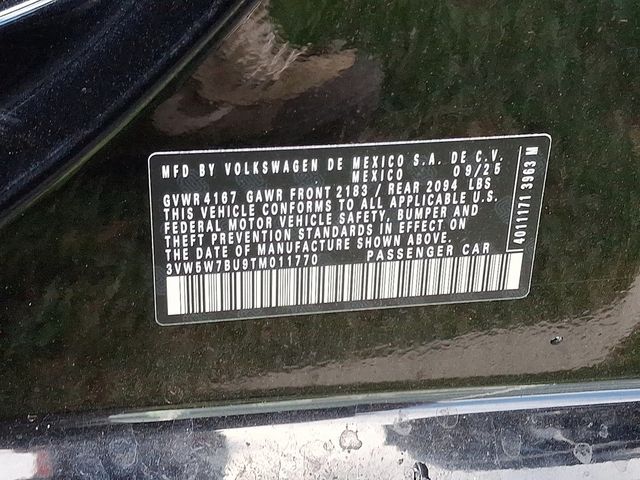 MFD BY VOLKSWAGEN DE MEXICO S.A. DE C.V.
MEXICO 09/25
GVWR 4167 GAWR FRONT 2183 / REAR 2094 LBS
THIS VEHICLE CONFORMS TO ALL APPLICABLE U.S.
FEDERAL MOTOR VEHICLE SAFETY, BUMPER AND
THEFT PREVENTION STANDARDS IN EFFECT ON
THE DATE OF MANUFACTURE SHOWN ABOVE.
3VW5W7BU9TM011770 PASSENGER CAR
4011171 3963 M